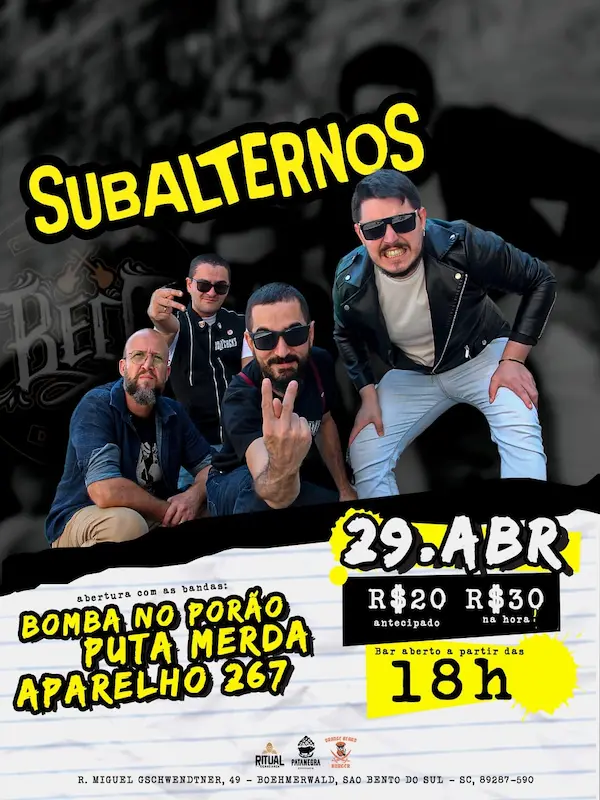 SUBALTERNOS
BEC
29.ABR
R$20 R$30
antecipado na hora!
Bar aberto a partir das
18h
abertura com as bandas:
BOMBA NO PORÃO
PUTA MERDA
APARELHO 267
RITUAL
PATANEGRA
R. MIGUEL GSCHWENDTNER, 49 – BOEHMERWALD, SAO BENTO DO SUL – SC, 89287-590